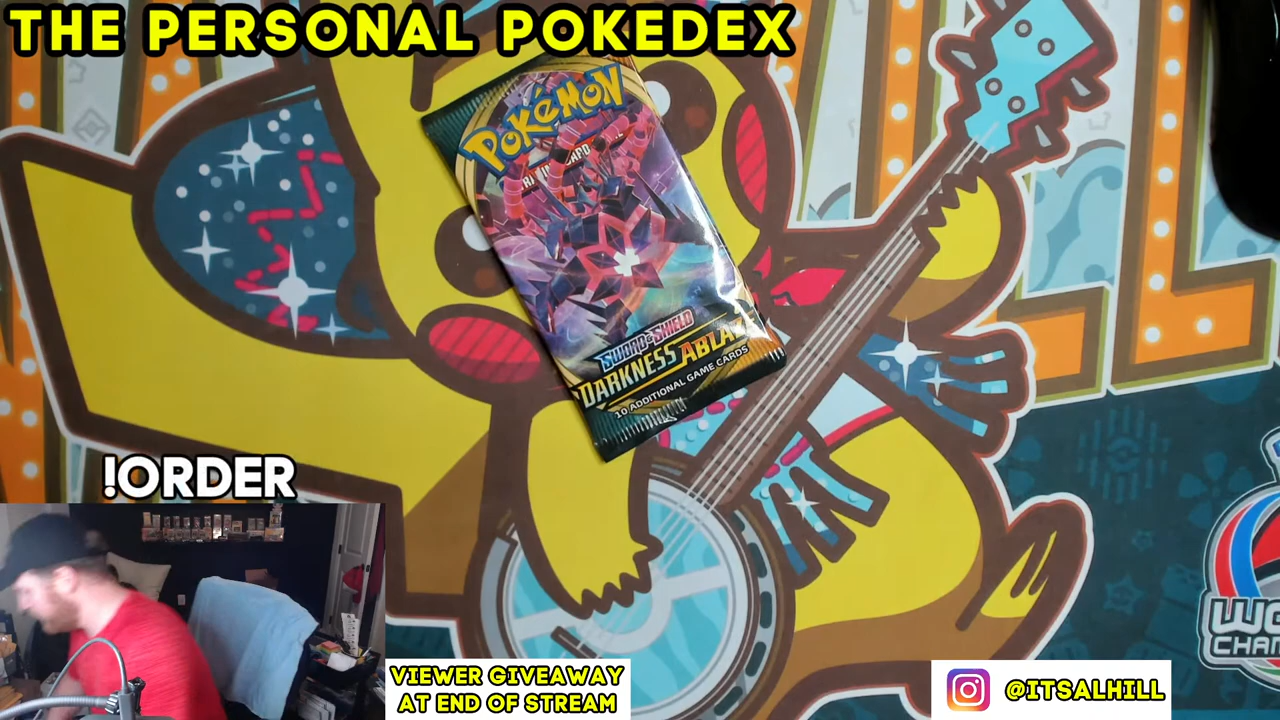 THE PERSONAL POKEDEX
POKÉMON
SWORD & SHIELD
DARKNESS ABLA
10 ADDITIONAL GAME CARDS
!ORDER
VIEWER GIVEAWAY
AT END OF STREAM
@ITSALHILL